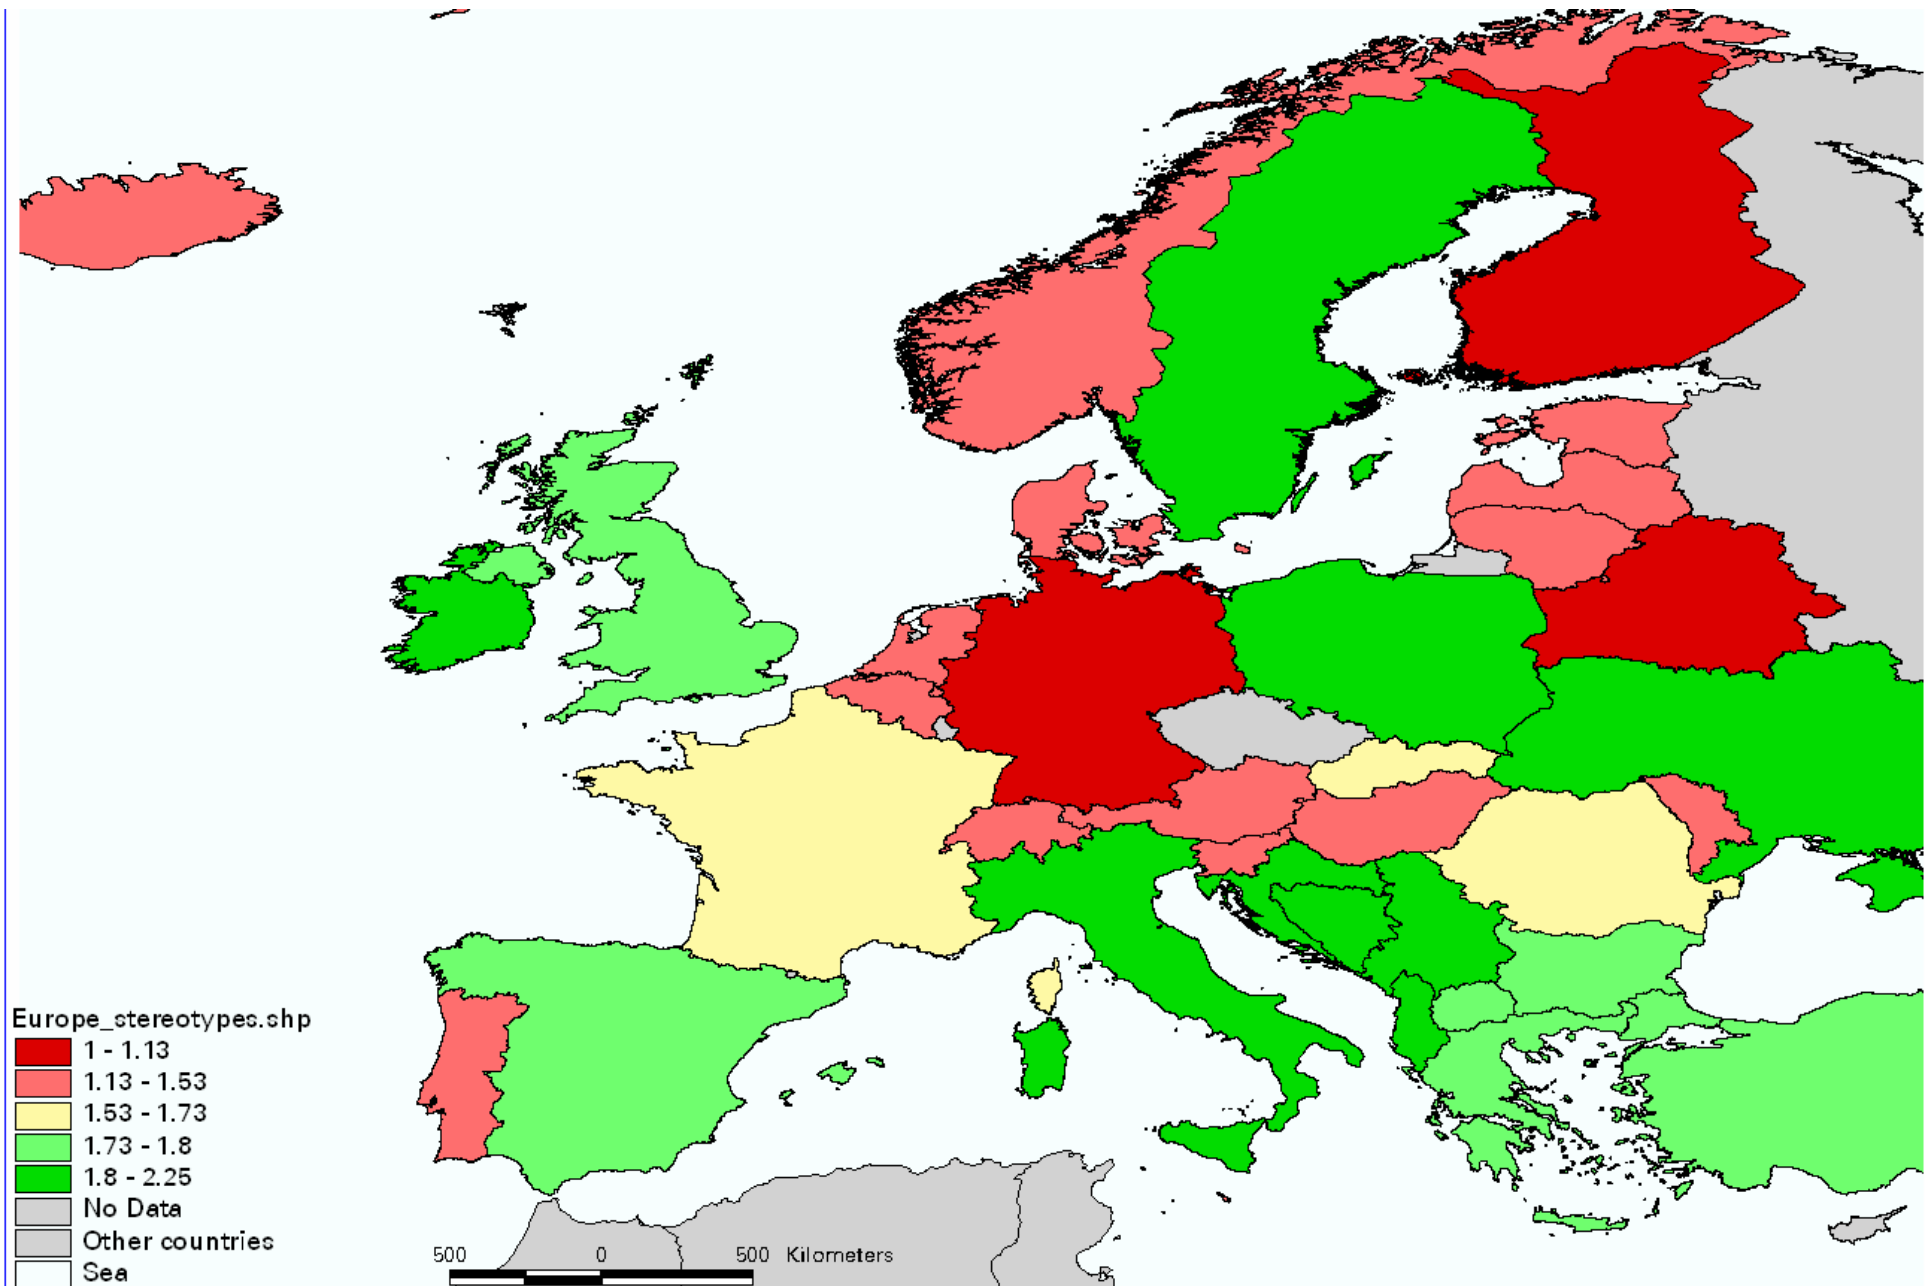 Europe_stereotypes.shp
1 - 1.13
1.13 - 1.53
1.53 - 1.73
1.73 - 1.8
1.8 - 2.25
No Data
Other countries
Sea
500 0 500 Kilometers